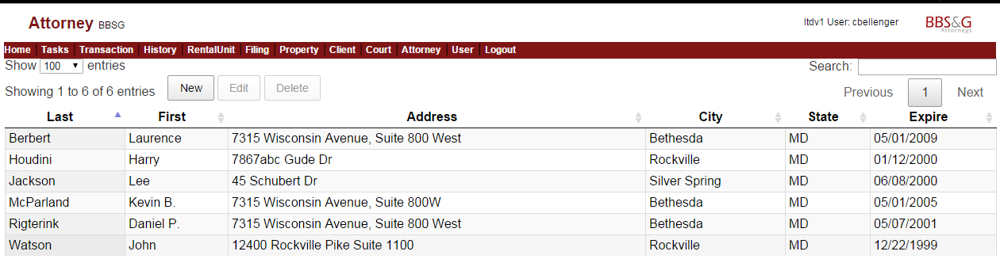 Attorney BBSG
ltdv1 User: cbellenger
BBS&G
Attorneys
Home Tasks Transaction History RentalUnit Filing Property Client Court Attorney User Logout
Show 100 entries
Search:
Showing 1 to 6 of 6 entries New Edit Delete
Previous 1 Next
Last First Address City State Expire
Berbert Laurence 7315 Wisconsin Avenue, Suite 800 West Bethesda MD 05/01/2009
Houdini Harry 7867abc Gude Dr Rockville MD 01/12/2000
Jackson Lee 45 Schubert Dr Silver Spring MD 06/08/2000
McParland Kevin B. 7315 Wisconsin Avenue, Suite 800W Bethesda MD 05/01/2005
Rigterink Daniel P. 7315 Wisconsin Avenue, Suite 800 West Bethesda MD 05/07/2001
Watson John 12400 Rockville Pike Suite 1100 Rockville MD 12/22/1999